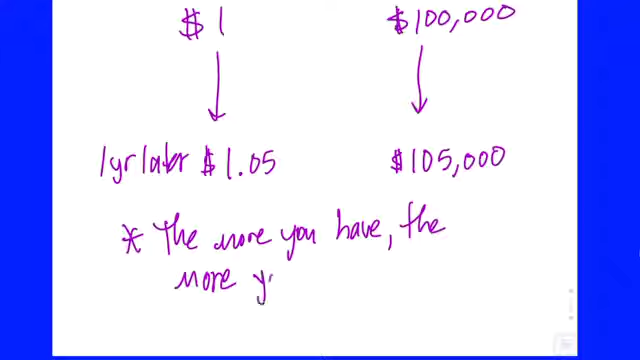 $1 $100,000
1yr later $1.05 $105,000
* The more you have, the
more y